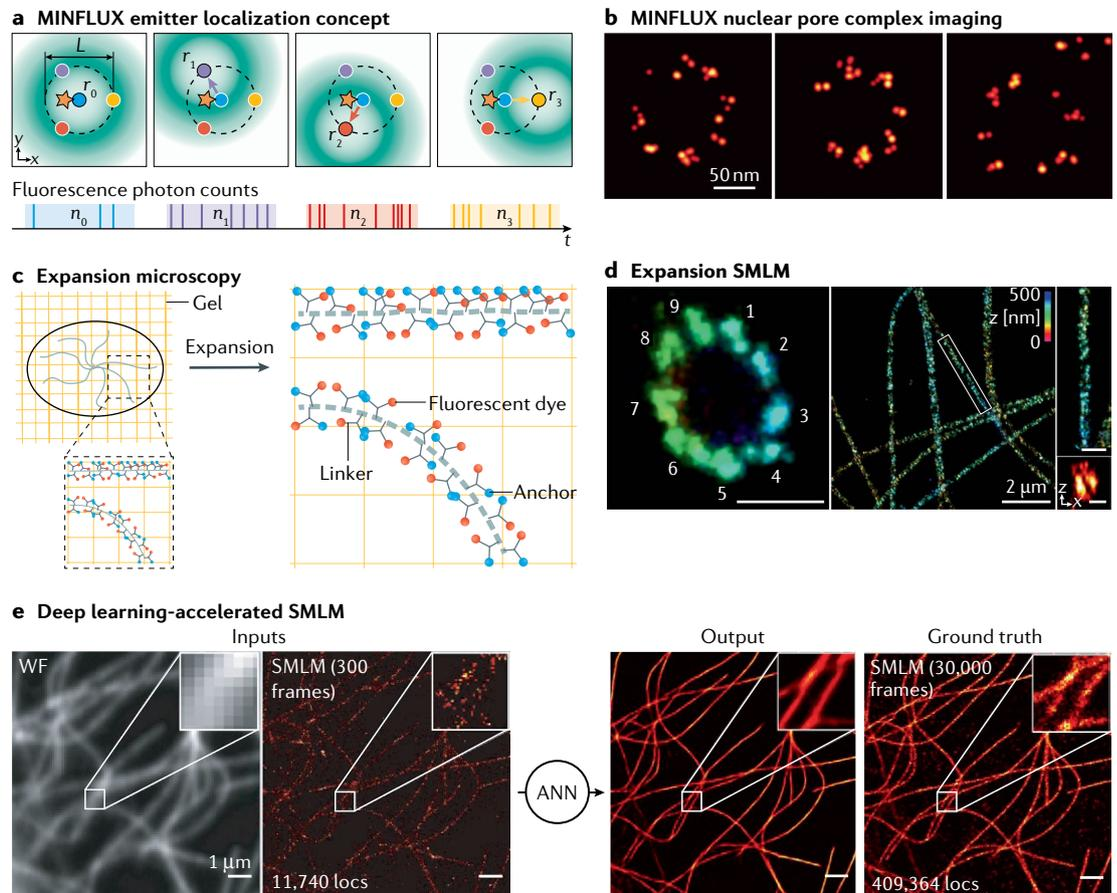 a MINFLUX emitter localization concept
L
r0
r1
r2
r3
y
x
Fluorescence photon counts
n0
n1
n2
n3
t
b MINFLUX nuclear pore complex imaging
50 nm
c Expansion microscopy
Gel
Expansion
Fluorescent dye
Linker
Anchor
d Expansion SMLM
9
1
8
2
7
3
6
4
5
500
z [nm]
0
2 µm
z
x
e Deep learning-accelerated SMLM
Inputs
Output
Ground truth
WF
1 µm
SMLM (300
frames)
11,740 locs
ANN
SMLM (30,000
frames)
409,364 locs